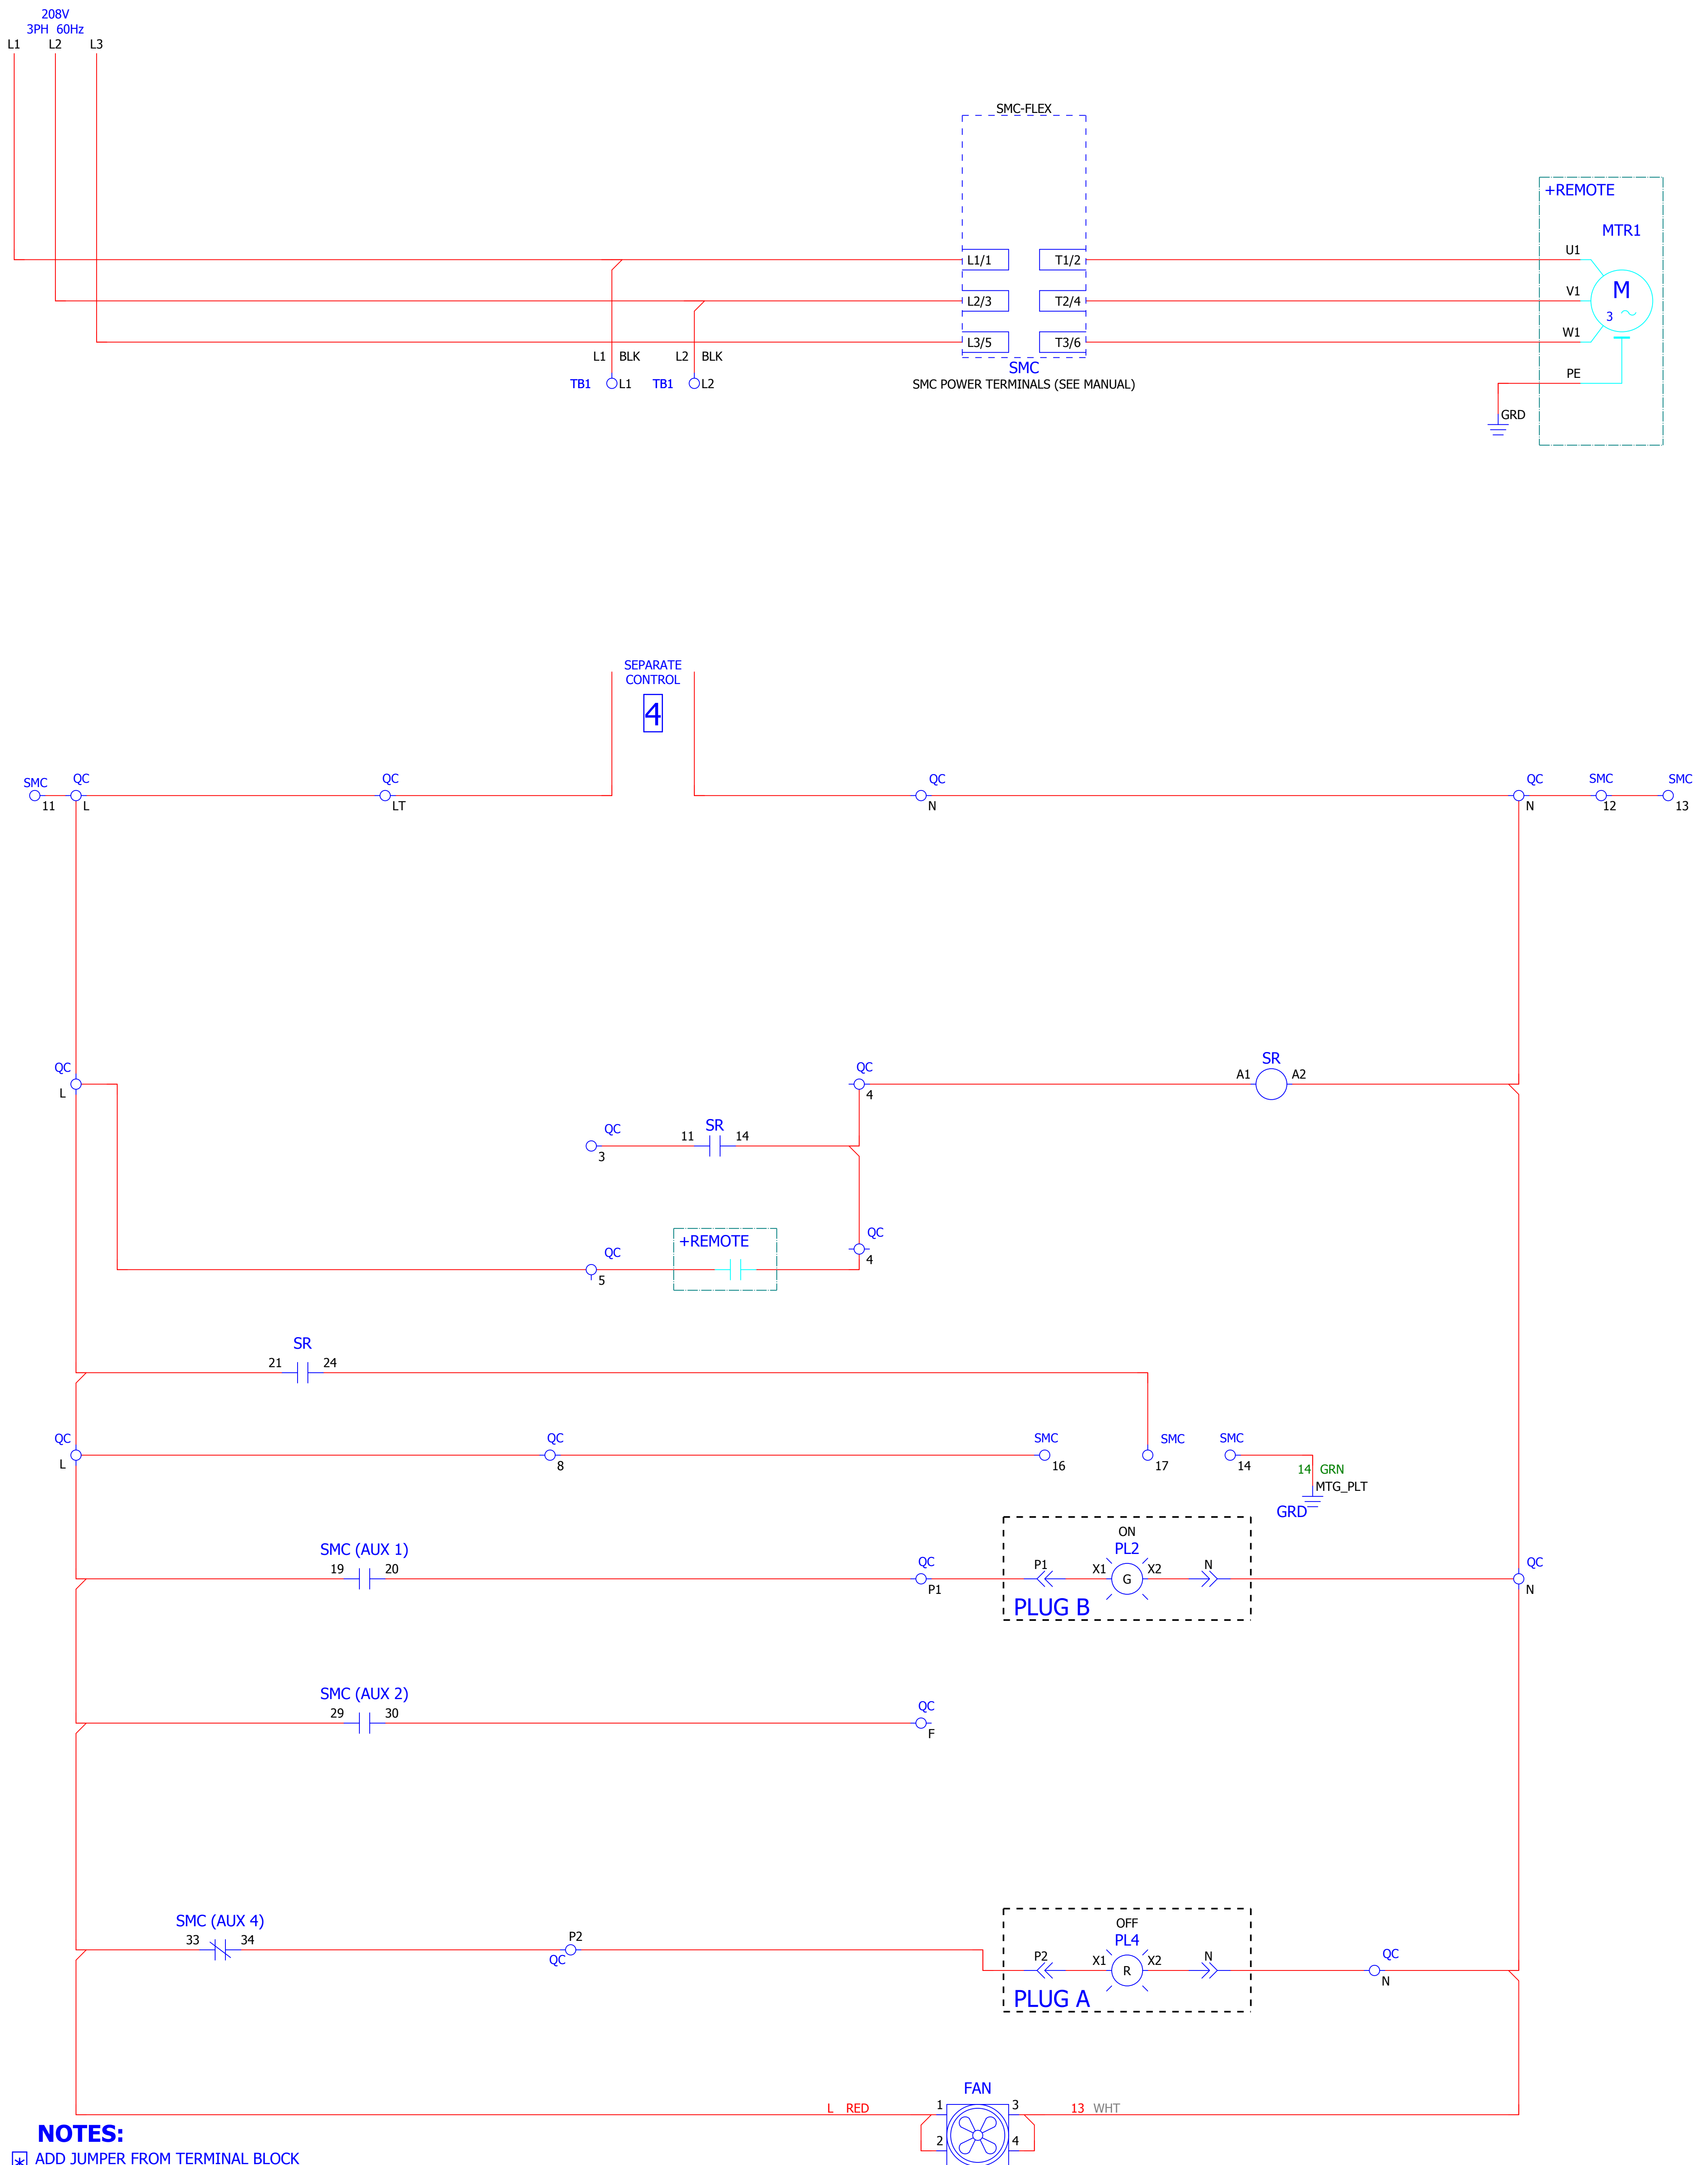 208V
3PH 60Hz
L1 L2 L3
SMC-FLEX
+REMOTE
MTR1
U1
L1/1 T1/2
M
3
V1
L2/3 T2/4
W1
L3/5 T3/6
L1 BLK L2 BLK
SMC
PE
TB1 L1 TB1 L2
SMC POWER TERMINALS (SEE MANUAL)
GRD
SEPARATE
CONTROL
4
SMC QC QC QC QC SMC SMC
11 L LT N N 12 13
QC QC SR
A1 A2
L 4
QC SR
11 14
3
QC
+REMOTE
QC
4
5
SR
21 24
QC QC SMC SMC SMC
L 8 16 17 14
14 GRN
MTG_PLT
GRD
ON
SMC (AUX 1) PL2
19 20 QC P1 X1 G X2 N QC
P1 N
PLUG B
SMC (AUX 2)
29 30 QC
F
SMC (AUX 4) OFF
33 34 P2 PL4
QC P2 X1 R X2 N QC
N
PLUG A
FAN
L RED 1 3 13 WHT
2 4
NOTES:
* ADD JUMPER FROM TERMINAL BLOCK